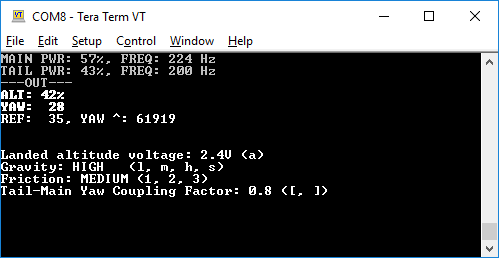 COM8 - Tera Term VT
File Edit Setup Control Window Help
MAIN PWR: 57%, FREQ: 224 Hz
TAIL PWR: 43%, FREQ: 200 Hz
---OUT---
ALT: 42%
YAW:  28
REF:  35, YAW ^: 61919
Landed altitude voltage: 2.4V (a)
Gravity: HIGH   (l, m, h, s)
Friction: MEDIUM (1, 2, 3)
Tail-Main Yaw Coupling Factor: 0.8 ([, ])